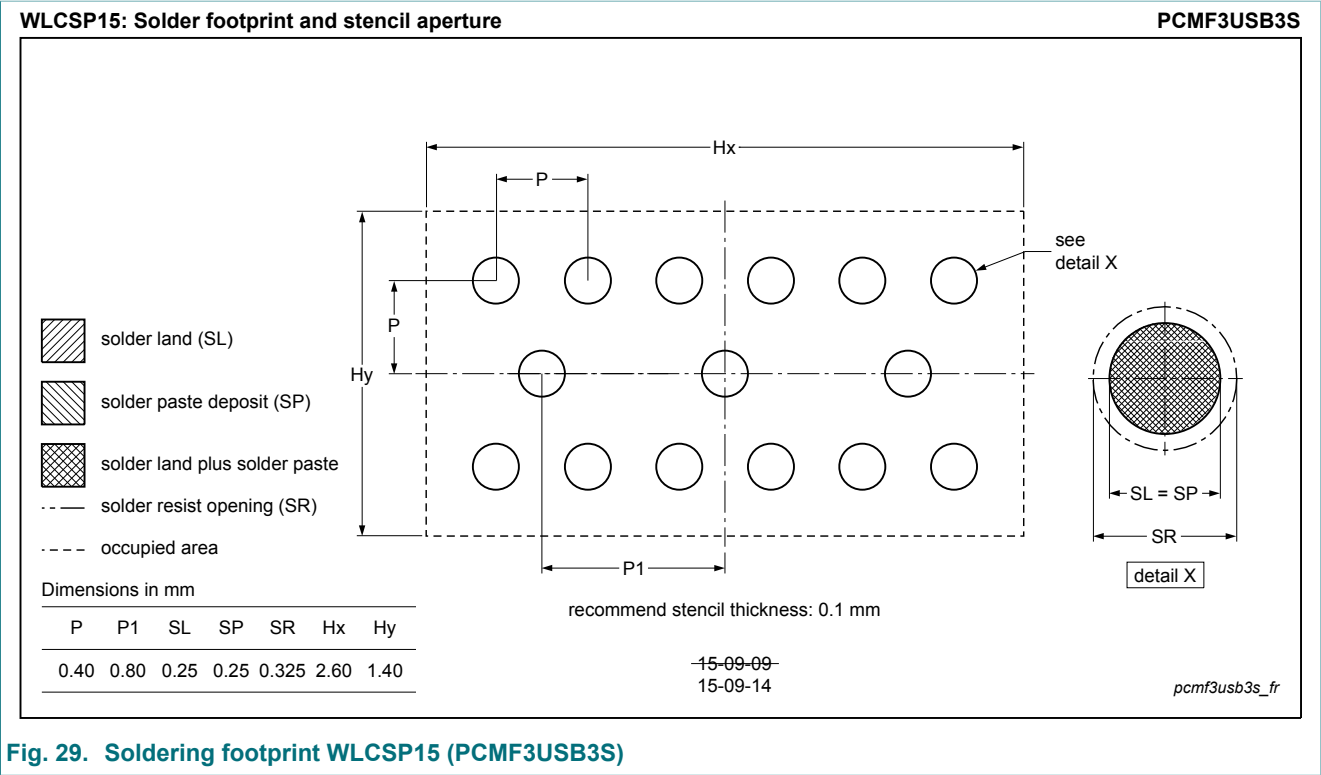 WLCSP15: Solder footprint and stencil aperture PCMF3USB3S
Hx
P
see
detail X
P
Hy
solder land (SL)
solder paste deposit (SP)
solder land plus solder paste
solder resist opening (SR)
occupied area
SL = SP
SR
detail X
P1
recommend stencil thickness: 0.1 mm
Dimensions in mm
P P1 SL SP SR Hx Hy
0.40 0.80 0.25 0.25 0.325 2.60 1.40
15-09-09
15-09-14
pcmf3usb3s_fr
Fig. 29. Soldering footprint WLCSP15 (PCMF3USB3S)